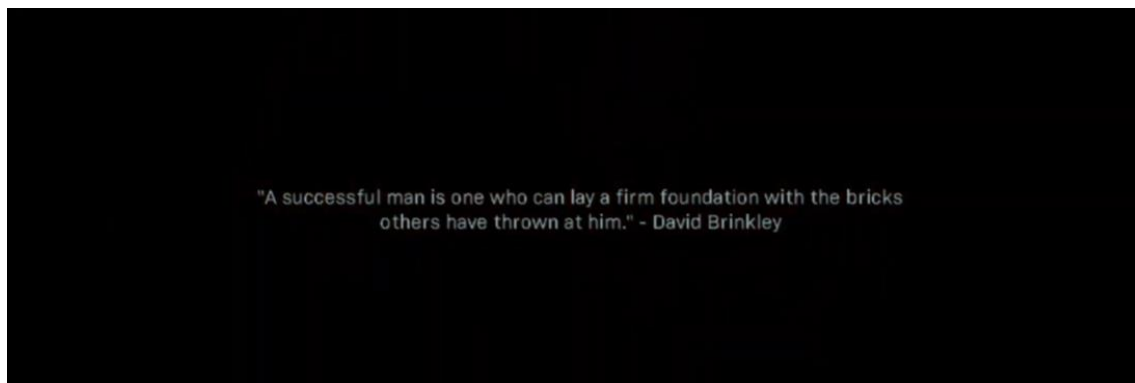 "A successful man is one who can lay a firm foundation with the bricks
others have thrown at him." - David Brinkley